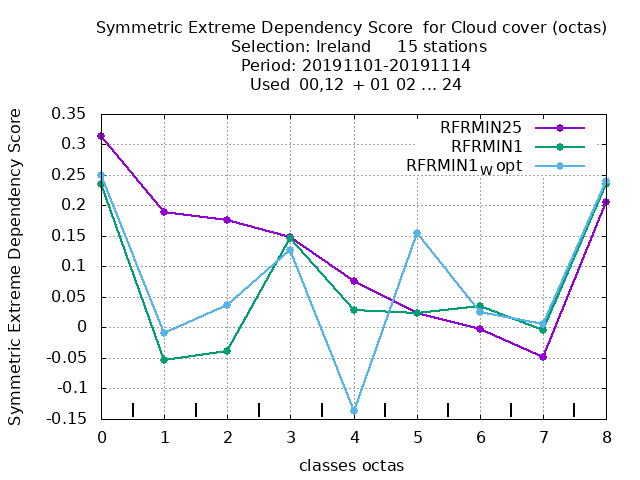 Symmetric Extreme Dependency Score  for Cloud cover (octas)
Selection: Ireland     15 stations
Period: 20191101-20191114
Used  00,12  + 01 02 ... 24
Symmetric Extreme Dependency Score
0.35
0.3
0.25
0.2
0.15
0.1
0.05
0
-0.05
-0.1
-0.15
RFRMIN25
RFRMIN1
RFRMIN1W opt
0 1 2 3 4 5 6 7 8
classes octas